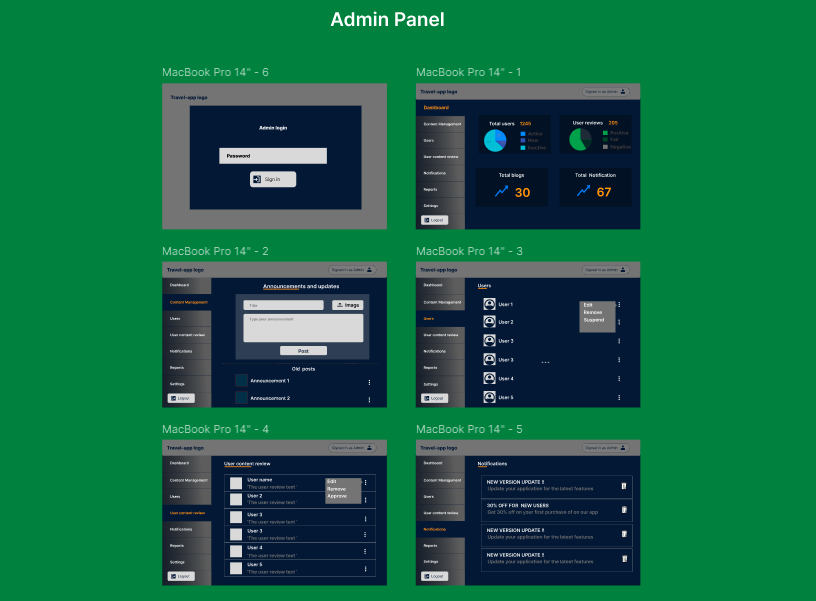 Admin Panel
MacBook Pro 14" - 6
Travel-app logo
Admin login
Password
Sign in
MacBook Pro 14" - 1
Travel-app logo
Signed in as Admin
Dashboard
Content Management
Users
User content review
Notifications
Reports
Settings
Logout
Total users 1245
Active
New
Inactive
User reviews 205
Positive
Fair
Negative
Total blogs
30
Total Notification
67
MacBook Pro 14" - 2
Travel-app logo
Signed in as Admin
Dashboard
Content Management
Users
User content review
Notifications
Reports
Settings
Logout
Announcements and updates
Title
Image
Type your announcement
Post
Old posts
Announcement 1
Announcement 2
MacBook Pro 14" - 3
Travel-app logo
Signed in as Admin
Dashboard
Content Management
Users
User content review
Notifications
Reports
Settings
Logout
Users
User 1
User 2
User 3
User 3
User 4
User 5
...
Edit
Remove
Suspend
MacBook Pro 14" - 4
Travel-app logo
Signed in as Admin
Dashboard
Content Management
Users
User content review
Notifications
Reports
Settings
Logout
User content review
User name
'The user review text '
User 2
'The user review text '
User 3
'The user review text '
User 3
'The user review text '
User 4
'The user review text '
User 5
'The user review text '
Edit
Remove
Approve
MacBook Pro 14" - 5
Travel-app logo
Signed in as Admin
Dashboard
Content Management
Users
User content review
Notifications
Reports
Settings
Logout
Notifications
NEW VERSION UPDATE !!
Update your application for the latest features
30% OFF FOR NEW USERS
Get 30% off on your first purchase of on our app
NEW VERSION UPDATE !!
Update your application for the latest features
NEW VERSION UPDATE !!
Update your application for the latest features